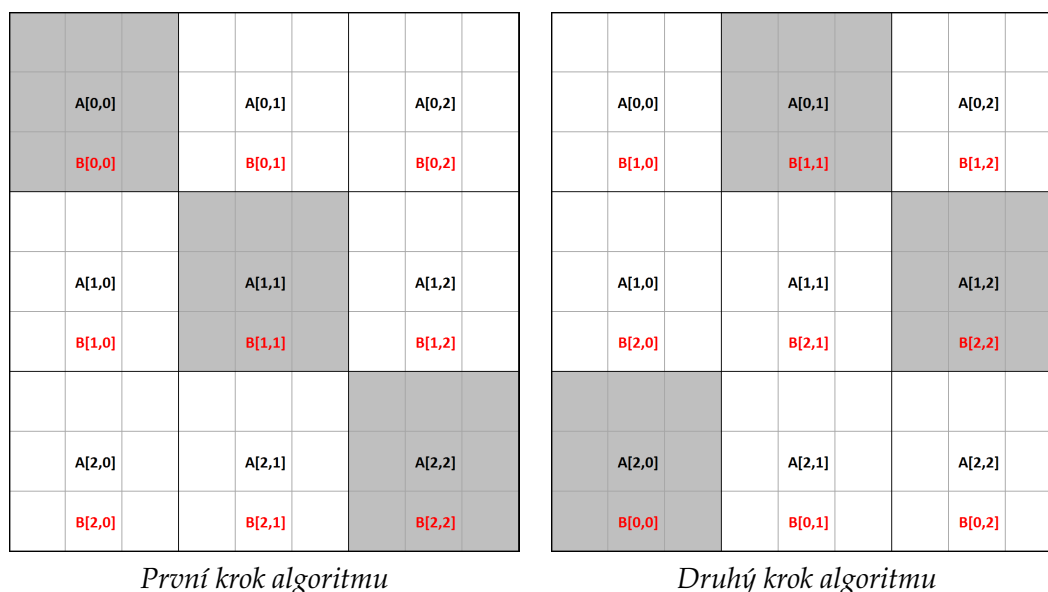 A[0,0] A[0,1] A[0,2]
B[0,0] B[0,1] B[0,2]
A[1,0] A[1,1] A[1,2]
B[1,0] B[1,1] B[1,2]
A[2,0] A[2,1] A[2,2]
B[2,0] B[2,1] B[2,2]
První krok algoritmu
A[0,0] A[0,1] A[0,2]
B[1,0] B[1,1] B[1,2]
A[1,0] A[1,1] A[1,2]
B[2,0] B[2,1] B[2,2]
A[2,0] A[2,1] A[2,2]
B[0,0] B[0,1] B[0,2]
Druhý krok algoritmu